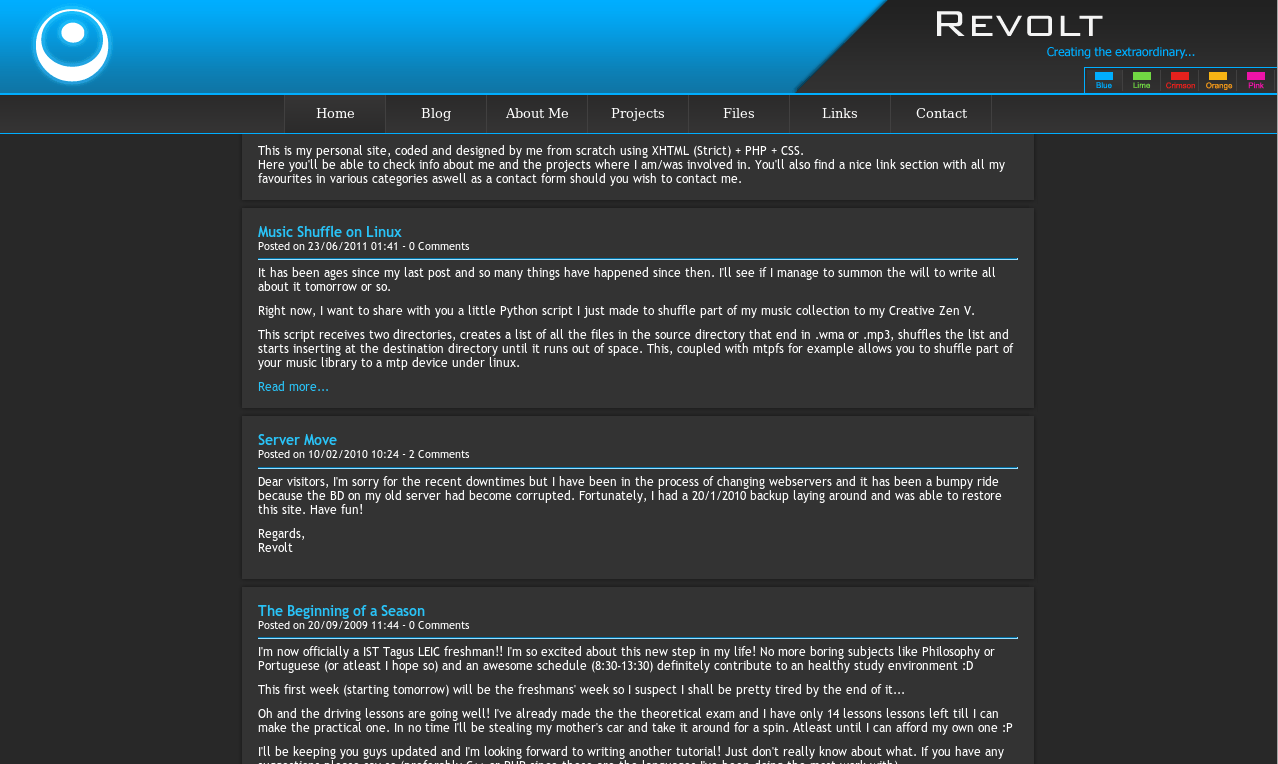 Revolt
Creating the extraordinary...
Blue Lime Crimson Orange Pink
Home Blog About Me Projects Files Links Contact
This is my personal site, coded and designed by me from scratch using XHTML (Strict) + PHP + CSS.
Here you'll be able to check info about me and the projects where I am/was involved in. You'll also find a nice link section with all my
favourites in various categories aswell as a contact form should you wish to contact me.
Music Shuffle on Linux
Posted on 23/06/2011 01:41 - 0 Comments
It has been ages since my last post and so many things have happened since then. I'll see if I manage to summon the will to write all
about it tomorrow or so.
Right now, I want to share with you a little Python script I just made to shuffle part of my music collection to my Creative Zen V.
This script receives two directories, creates a list of all the files in the source directory that end in .wma or .mp3, shuffles the list and
starts inserting at the destination directory until it runs out of space. This, coupled with mtpfs for example allows you to shuffle part of
your music library to a mtp device under linux.
Read more...
Server Move
Posted on 10/02/2010 10:24 - 2 Comments
Dear visitors, I'm sorry for the recent downtimes but I have been in the process of changing webservers and it has been a bumpy ride
because the BD on my old server had become corrupted. Fortunately, I had a 20/1/2010 backup laying around and was able to restore
this site. Have fun!
Regards,
Revolt
The Beginning of a Season
Posted on 20/09/2009 11:44 - 0 Comments
I'm now officially a IST Tagus LEIC freshman!! I'm so excited about this new step in my life! No more boring subjects like Philosophy or
Portuguese (or atleast I hope so) and an awesome schedule (8:30-13:30) definitely contribute to an healthy study environment :D
This first week (starting tomorrow) will be the freshmans' week so I suspect I shall be pretty tired by the end of it...
Oh and the driving lessons are going well! I've already made the the theoretical exam and I have only 14 lessons lessons left till I can
make the practical one. In no time I'll be stealing my mother's car and take it around for a spin. Atleast until I can afford my own one :P
I'll be keeping you guys updated and I'm looking forward to writing another tutorial! Just don't really know about what. If you have any
suggestions please say so (preferably C++ or PHP since those are the languages I've been doing the most work with)